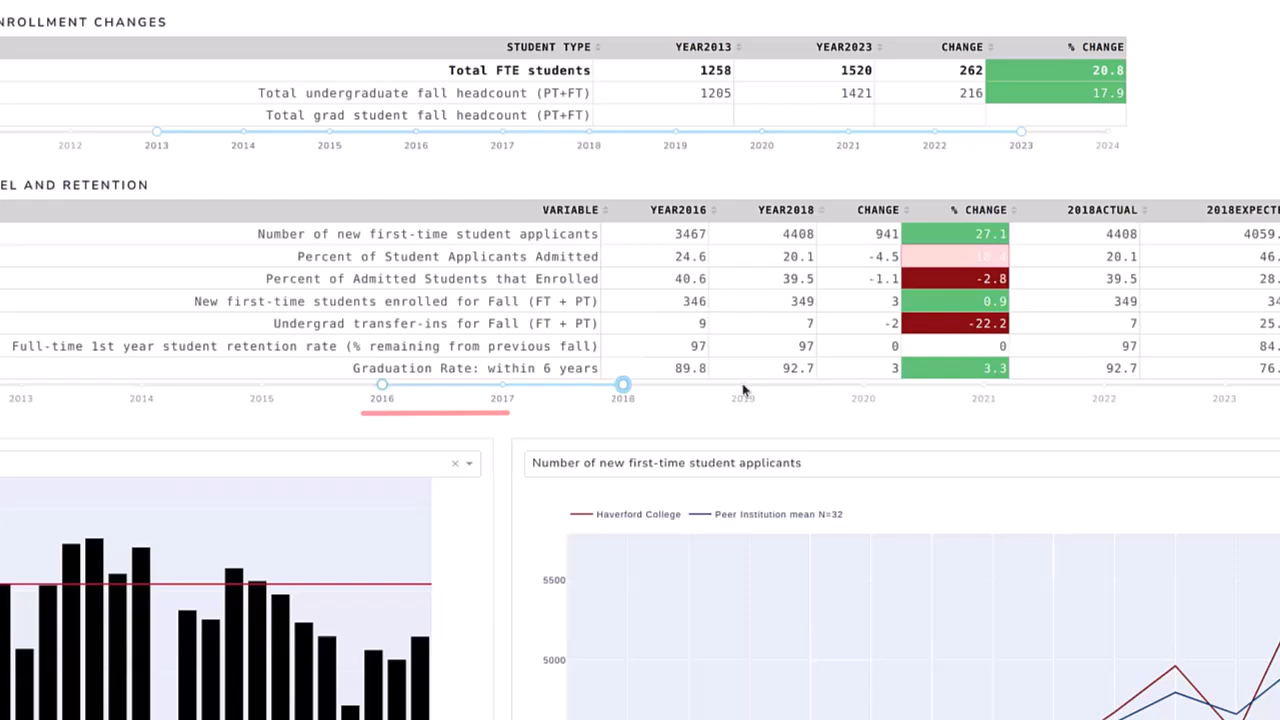 NROLLMENT CHANGES
STUDENT TYPE YEAR2013 YEAR2023 CHANGE % CHANGE
Total FTE students 1258 1520 262 20.8
Total undergraduate fall headcount (PT+FT) 1205 1421 216 17.9
Total grad student fall headcount (PT+FT)
2012 2013 2014 2015 2016 2017 2018 2019 2020 2021 2022 2023 2024
EL AND RETENTION
VARIABLE YEAR2016 YEAR2018 CHANGE % CHANGE 2018ACTUAL 2018EXPECTE
Number of new first-time student applicants 3467 4408 941 27.1 4408 4059.
Percent of Student Applicants Admitted 24.6 20.1 -4.5 20.1 46.
Percent of Admitted Students that Enrolled 40.6 39.5 -1.1 -2.8 39.5 28.
New first-time students enrolled for Fall (FT + PT) 346 349 3 0.9 349 34
Undergrad transfer-ins for Fall (FT + PT) 9 7 -2 -22.2 7 25.
Full-time 1st year student retention rate (% remaining from previous fall) 97 97 0 0 97 84.
Graduation Rate: within 6 years 89.8 92.7 3 3.3 92.7 76.
2013 2014 2015 2016 2017 2018 2019 2020 2021 2022 2023
Number of new first-time student applicants
Haverford College Peer Institution mean N=32
5500
5000